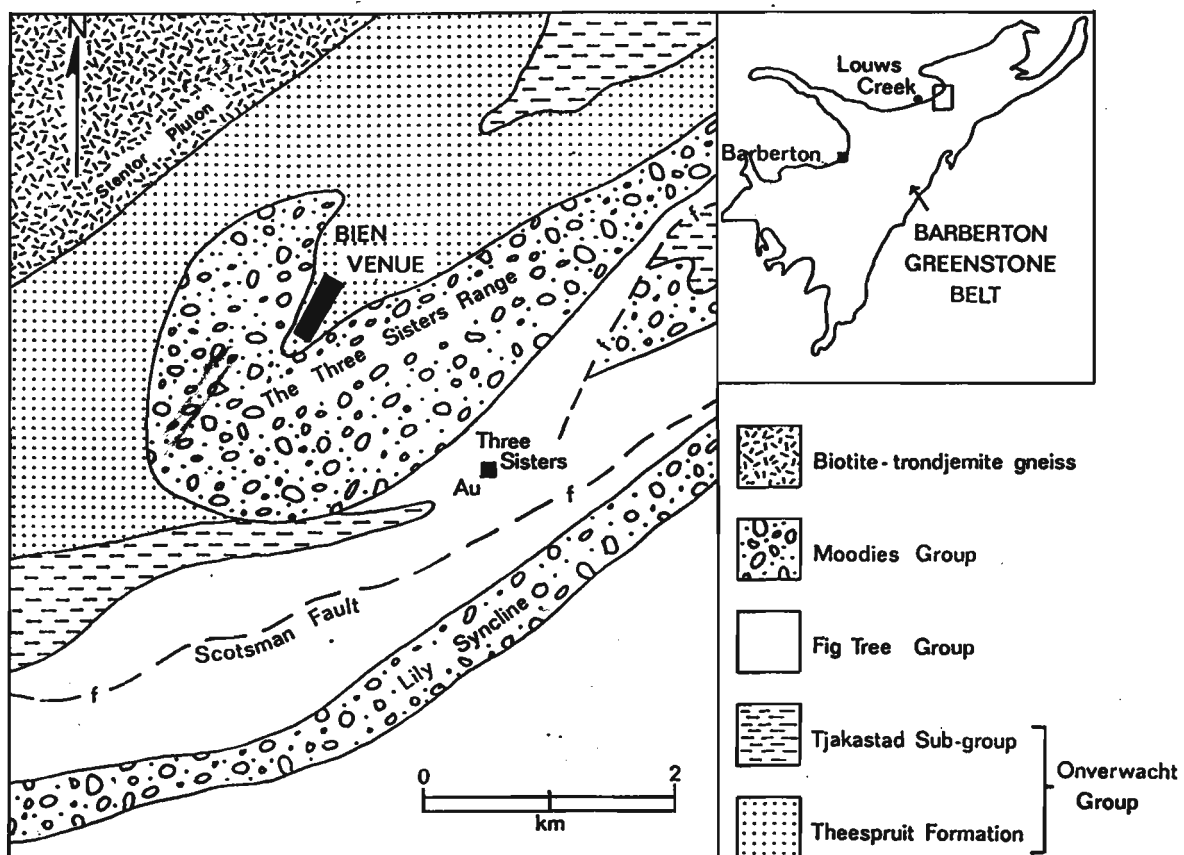 N
Stentor Pluton
BIEN
VENUE
The Three Sisters Range
f
f
Three
Sisters
Au
f
Scotsman Fault
f
Lily Syncline
0 2
km
Louws
Creek
Barberton
BARBERTON
GREENSTONE
BELT
Biotite-trondjemite gneiss
Moodies Group
Fig Tree Group
Tjakastad Sub-group
Onverwacht
Group
Theespruit Formation